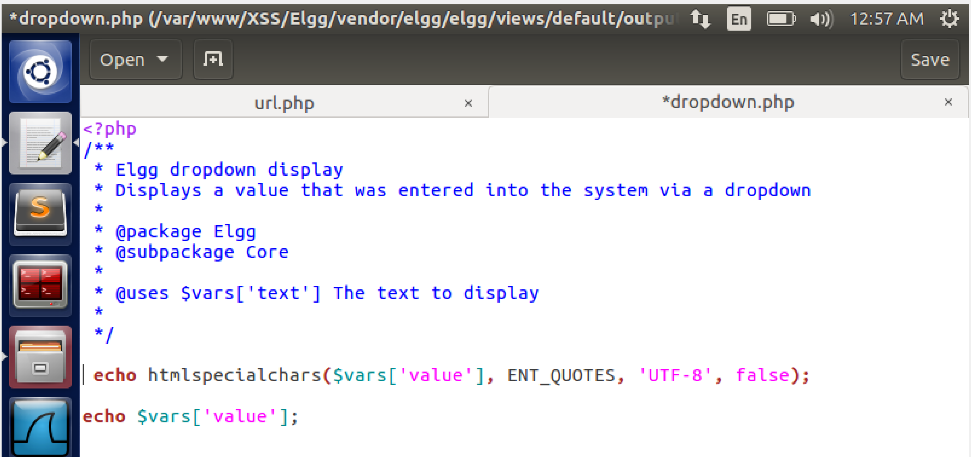 *dropdown.php (/var/www/XSS/Elgg/vendor/elgg/elgg/views/default/outpu
En
12:57 AM
Open
Save
url.php ×
*dropdown.php ×
<?php
/**
 * Elgg dropdown display
 * Displays a value that was entered into the system via a dropdown
 *
 * @package Elgg
 * @subpackage Core
 *
 * @uses $vars['text'] The text to display
 *
 */
 echo htmlspecialchars($vars['value'], ENT_QUOTES, 'UTF-8', false);
echo $vars['value'];